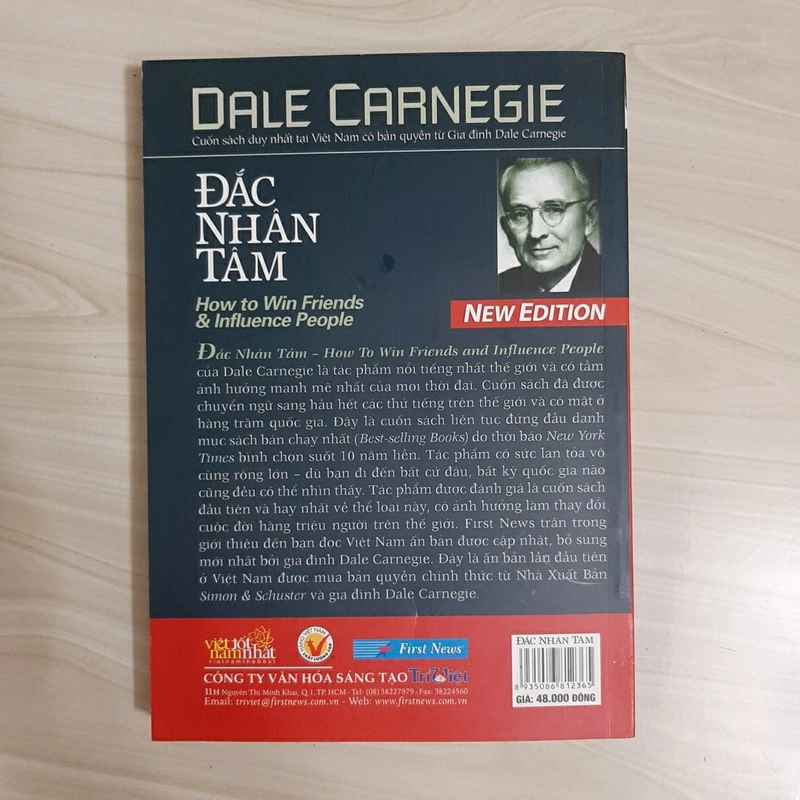 DALE CARNEGIE
Cuốn sách duy nhất tại Việt Nam có bản quyền từ Gia đình Dale Carnegie
ĐẮC
NHÂN
TÂM
How to Win Friends
& Influence People
NEW EDITION
Đắc Nhân Tâm – How To Win Friends and Influence People
của Dale Carnegie là tác phẩm nổi tiếng nhất thế giới và có tầm
ảnh hưởng mạnh mẽ nhất của mọi thời đại. Cuốn sách đã được
chuyển ngữ sang hầu hết các thứ tiếng trên thế giới và có mặt ở
hàng trăm quốc gia. Đây là cuốn sách liên tục đứng đầu danh
mục sách bán chạy nhất (Best-selling Books) do thời báo New York
Times bình chọn suốt 10 năm liền. Tác phẩm có sức lan tỏa vô
cùng rộng lớn – dù bạn đi đến bất cứ đâu, bất kỳ quốc gia nào
cũng đều có thể nhìn thấy. Tác phẩm được đánh giá là cuốn sách
đầu tiên và hay nhất về thể loại này, có ảnh hưởng làm thay đổi
cuộc đời hàng triệu người trên thế giới. First News trân trọng
giới thiệu đến bạn đọc Việt Nam ấn bản được cập nhật, bổ sung
mới nhất bởi gia đình Dale Carnegie. Đây là ấn bản lần đầu tiên
ở Việt Nam được mua bản quyền chính thức từ Nhà Xuất Bản
Simon & Schuster và gia đình Dale Carnegie.
việt tốt
nam nhất
vietnamthebest
HÀNG VIỆT NAM
CHẤT LƯỢNG CAO
First News
CÔNG TY VĂN HÓA SÁNG TẠO TriViet
11H Nguyễn Thị Minh Khai, Q.1, TP. HCM - Tel: (08) 38227979 - Fax: 38224560
Email: triviet@firstnews.com.vn - Web: www.firstnews.com.vn
ĐẮC NHÂN TÂM
8 935086 812365
GIÁ: 48.000 ĐỒNG